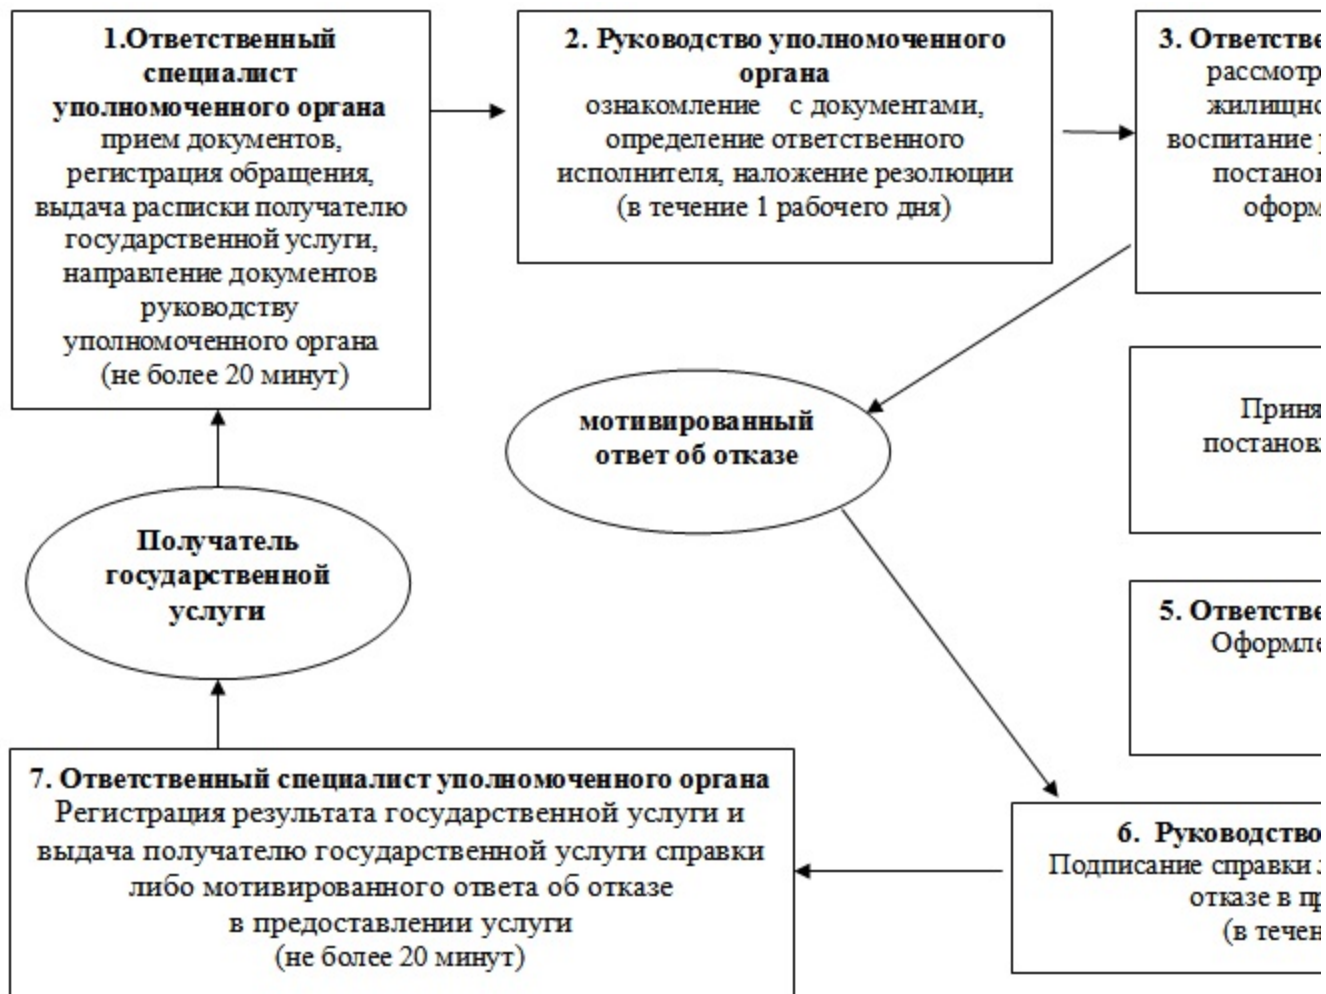 1.Ответственный
специалист
уполномоченного органа
прием документов,
регистрация обращения,
выдача расписки получателю
государственной услуги,
направление документов
руководству
уполномоченного органа
(не более 20 минут)
2. Руководство уполномоченного
органа
ознакомление с документами,
определение ответственного
исполнителя, наложение резолюции
(в течение 1 рабочего дня)
3. Ответстве
рассмотр
жилищно
воспитание
постанов
оформ
мотивированный
ответ об отказе
Приня
постанов
Получатель
государственной
услуги
5. Ответстве
Оформле
7. Ответственный специалист уполномоченного органа
Регистрация результата государственной услуги и
выдача получателю государственной услуги справки
либо мотивированного ответа об отказе
в предоставлении услуги
(не более 20 минут)
6. Руководство
Подписание справки
отказе в пр
(в течен